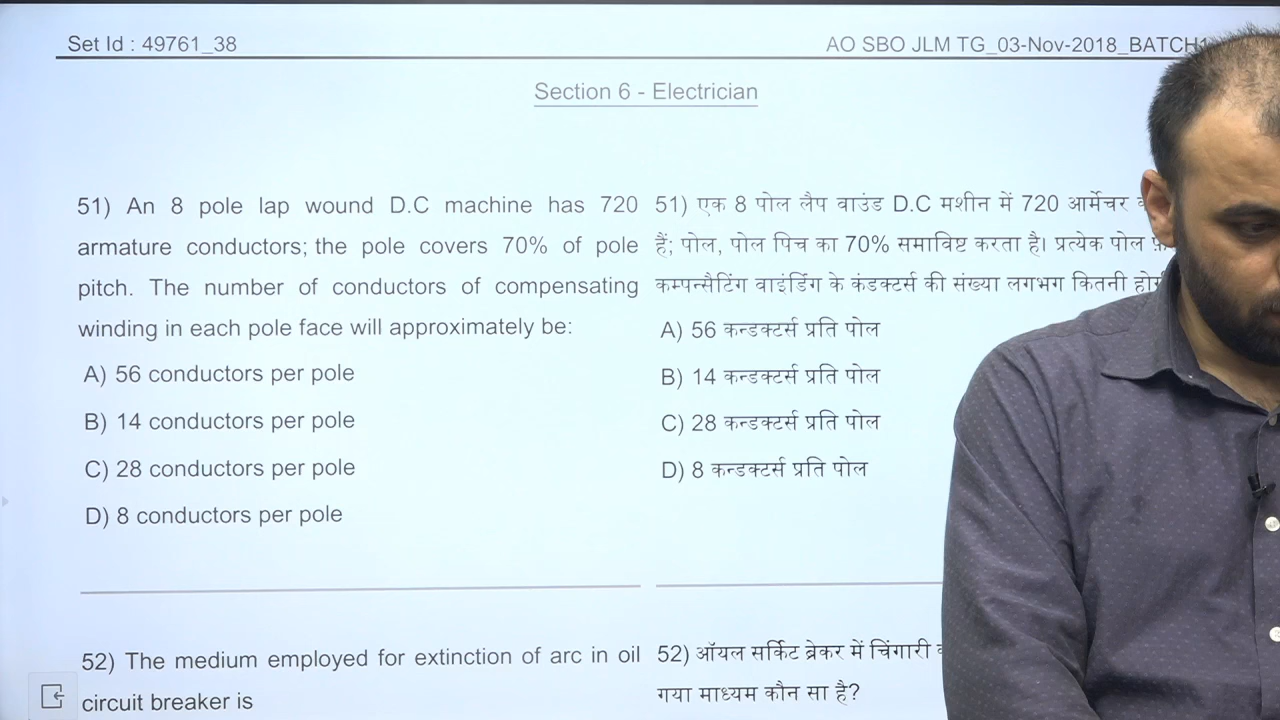 Set Id : 49761_38
AO SBO JLM TG_03-Nov-2018_BATCH1
Section 6 - Electrician
51) An 8 pole lap wound D.C machine has 720
armature conductors; the pole covers 70% of pole
pitch. The number of conductors of compensating
winding in each pole face will approximately be:
A) 56 conductors per pole
B) 14 conductors per pole
C) 28 conductors per pole
D) 8 conductors per pole
51) एक 8 पोल लैप वाउंड D.C मशीन में 720 आर्मेचर
हैं; पोल, पोल पिच का 70% समाविष्ट करता है। प्रत्येक पोल
कम्पन्सैटिंग वाइंडिंग के कंडक्टर्स की संख्या लगभग कितनी
A) 56 कन्डक्टर्स प्रति पोल
B) 14 कन्डक्टर्स प्रति पोल
C) 28 कन्डक्टर्स प्रति पोल
D) 8 कन्डक्टर्स प्रति पोल
52) The medium employed for extinction of arc in oil
circuit breaker is
52) ऑयल सर्किट ब्रेकर में चिंगारी
गया माध्यम कौन सा है?